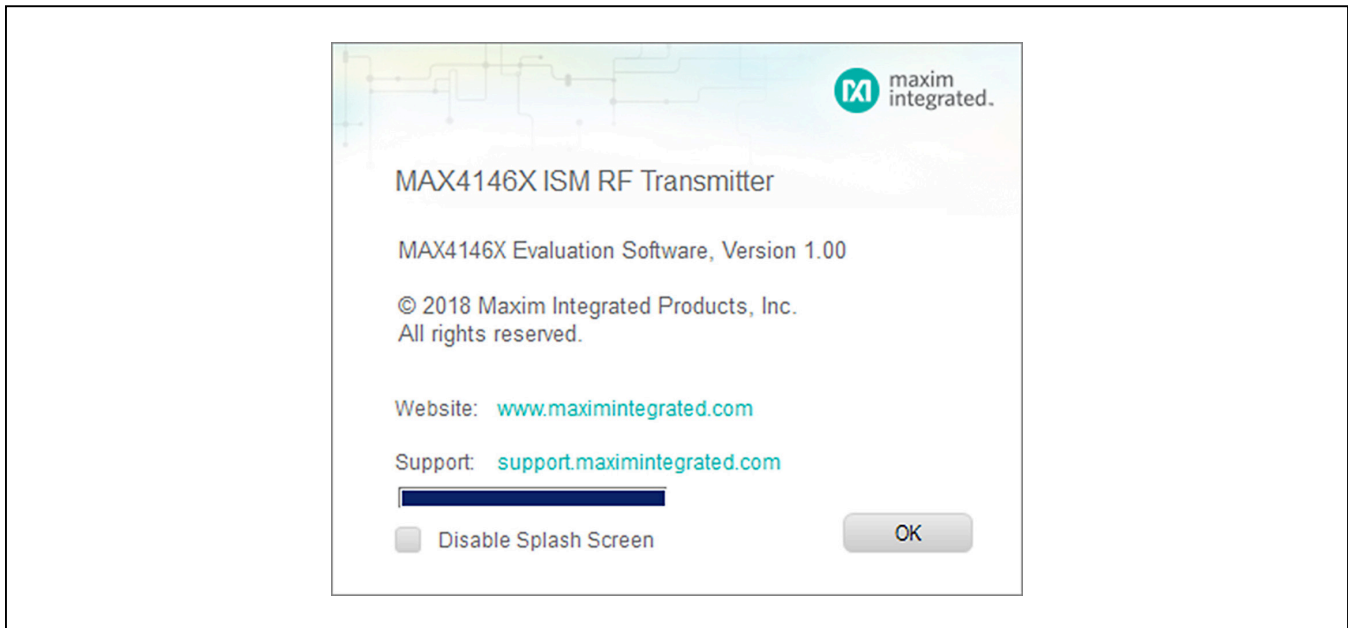 maxim
integrated™
MAX4146X ISM RF Transmitter
MAX4146X Evaluation Software, Version 1.00
© 2018 Maxim Integrated Products, Inc.
All rights reserved.
Website: www.maximintegrated.com
Support: support.maximintegrated.com
Disable Splash Screen
OK